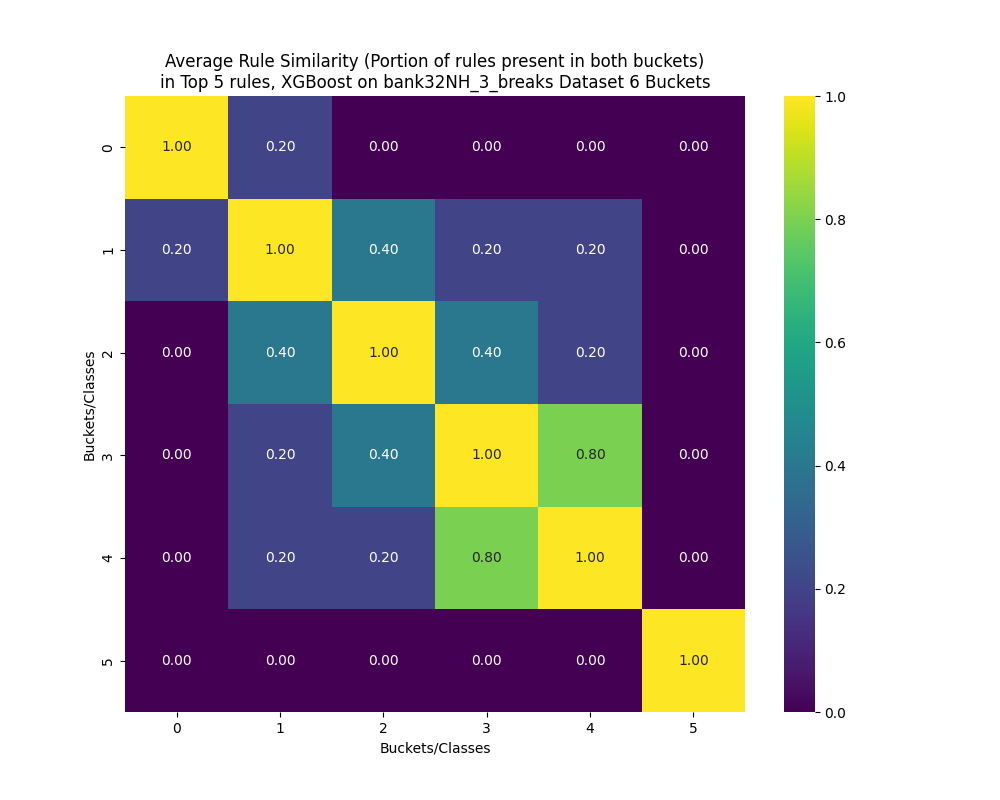 Average Rule Similarity (Portion of rules present in both buckets)
in Top 5 rules, XGBoost on bank32NH_3_breaks Dataset 6 Buckets
1.0
0 1.00 0.20 0.00 0.00 0.00 0.00
0.8
1 0.20 1.00 0.40 0.20 0.20 0.00
2 0.00 0.40 1.00 0.40 0.20 0.00
0.6
Buckets/Classes
3 0.00 0.20 0.40 1.00 0.80 0.00
0.4
4 0.00 0.20 0.20 0.80 1.00 0.00
0.2
5 0.00 0.00 0.00 0.00 0.00 1.00
0.0
0 1 2 3 4 5
Buckets/Classes